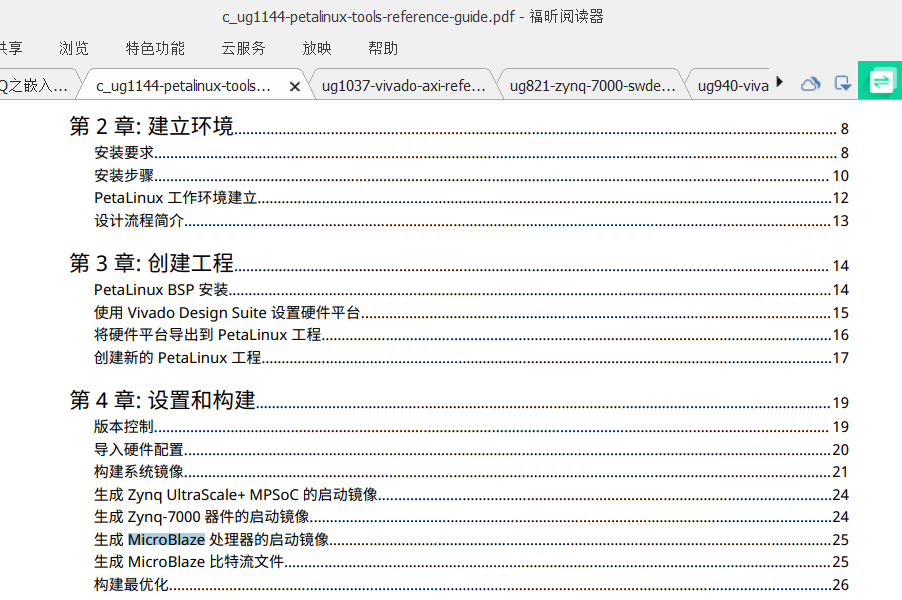 c_ug1144-petalinux-tools-reference-guide.pdf - 福昕阅读器
共享 浏览 特色功能 云服务 放映 帮助
Q之嵌入... c_ug1144-petalinux-tools... ug1037-vivado-axi-refe... ug821-zynq-7000-swde... ug940-viva
第 2 章: 建立环境 8
安装要求 8
安装步骤 10
PetaLinux 工作环境建立 12
设计流程简介 13
第 3 章: 创建工程 14
PetaLinux BSP 安装 14
使用 Vivado Design Suite 设置硬件平台 15
将硬件平台导出到 PetaLinux 工程 16
创建新的 PetaLinux 工程 17
第 4 章: 设置和构建 19
版本控制 19
导入硬件配置 20
构建系统镜像 21
生成 Zynq UltraScale+ MPSoC 的启动镜像 24
生成 Zynq-7000 器件的启动镜像 24
生成 MicroBlaze 处理器的启动镜像 25
生成 MicroBlaze 比特流文件 25
构建最优化 26